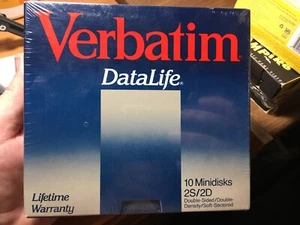 Verbatim
DataLife®
Lifetime
Warranty
10 Minidisks
2S/2D
Double-Sided/Double-
Density/Soft-Sectored